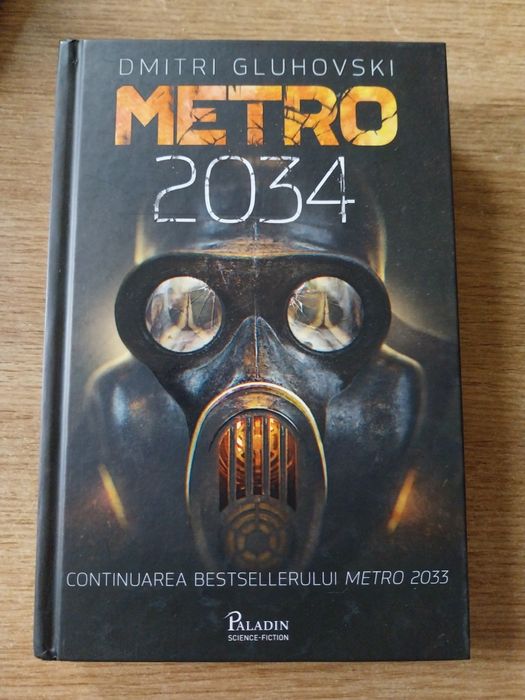 DMITRI GLUHOVSKI
METRO
2034
CONTINUAREA BESTSELLERULUI METRO 2033
PALADIN
SCIENCE-FICTION